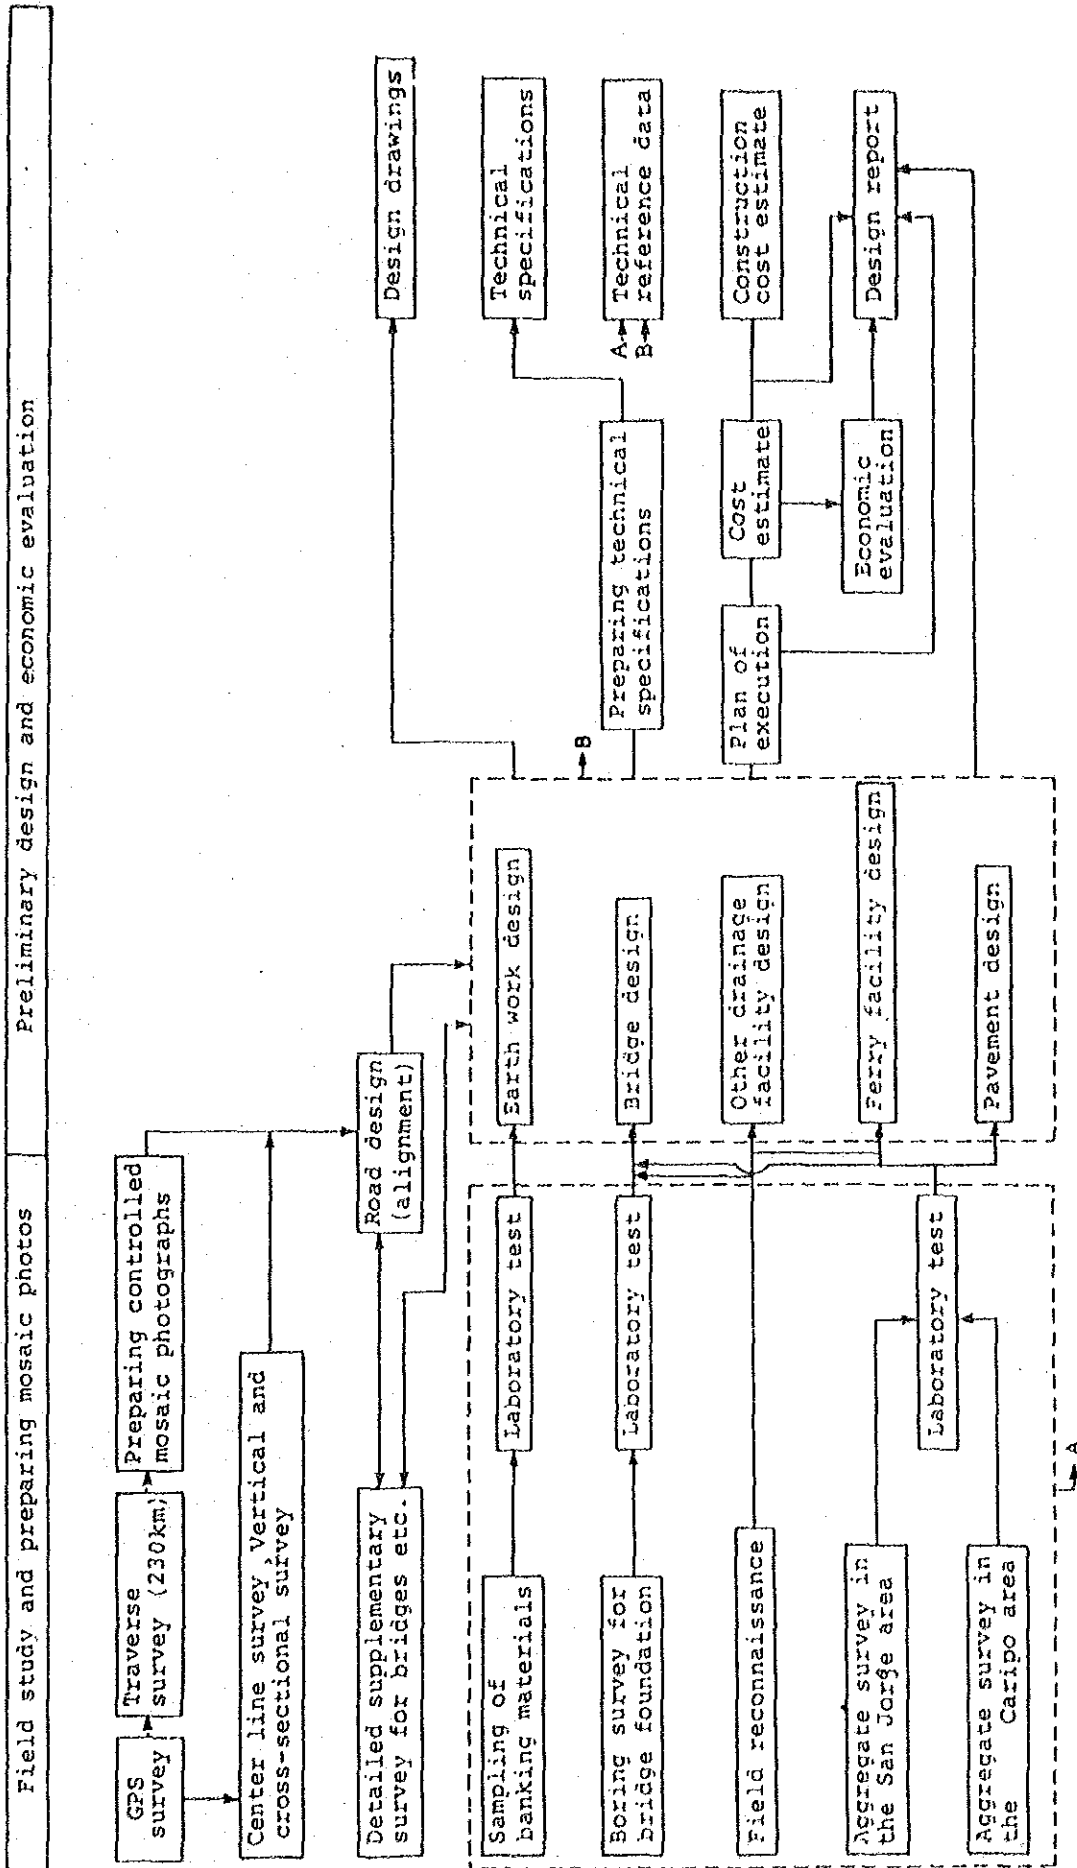 Field study and preparing mosaic photos
Preliminary design and economic evaluation
GPS
survey
Traverse
survey (230km)
Preparing controlled
mosaic photographs
Center line survey, Vertical and
cross-sectional survey
Road design
(alignment)
Detailed supplementary
survey for bridges etc.
Sampling of
banking materials
Laboratory test
Earth work design
Boring survey for
bridge foundation
Laboratory test
Bridge design
Field reconnaissance
Other drainage
facility design
Aggregate survey in
the San Jorge area
Ferry facility design
Laboratory test
Aggregate survey in
the Caripo area
Pavement design
A
B
Design drawings
Preparing technical
specifications
Technical
specifications
A
B
Technical
reference data
Plan of
execution
Cost
estimate
Construction
cost estimate
Economic
evaluation
Design report